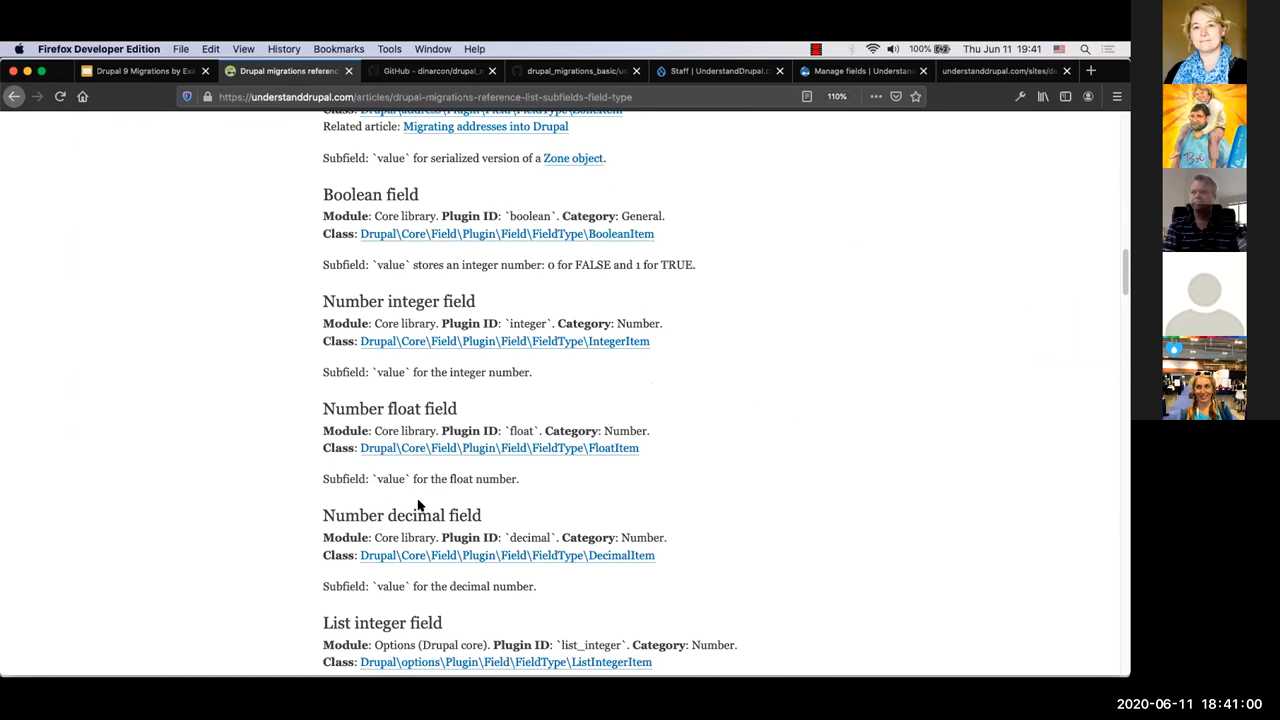 Firefox Developer Edition File Edit View History Bookmarks Tools Window Help 100% Thu Jun 11 19:41
Drupal 9 Migrations by Exa Drupal migrations referenc GitHub - dinarcon/drupal_m drupal_migrations_basic/un Staff | UnderstandDrupal.c Manage fields | Understand understanddrupal.com/sites/de
https://understanddrupal.com/articles/drupal-migrations-reference-list-subfields-field-type 110%
Related article: Migrating addresses into Drupal
Subfield: `value` for serialized version of a Zone object.
Boolean field
Module: Core library. Plugin ID: `boolean`. Category: General.
Class: Drupal\Core\Field\Plugin\Field\FieldType\BooleanItem
Subfield: `value` stores an integer number: 0 for FALSE and 1 for TRUE.
Number integer field
Module: Core library. Plugin ID: `integer`. Category: Number.
Class: Drupal\Core\Field\Plugin\Field\FieldType\IntegerItem
Subfield: `value` for the integer number.
Number float field
Module: Core library. Plugin ID: `float`. Category: Number.
Class: Drupal\Core\Field\Plugin\Field\FieldType\FloatItem
Subfield: `value` for the float number.
Number decimal field
Module: Core library. Plugin ID: `decimal`. Category: Number.
Class: Drupal\Core\Field\Plugin\Field\FieldType\DecimalItem
Subfield: `value` for the decimal number.
List integer field
Module: Options (Drupal core). Plugin ID: `list_integer`. Category: Number.
Class: Drupal\options\Plugin\Field\FieldType\ListIntegerItem
2020-06-11 18:41:00